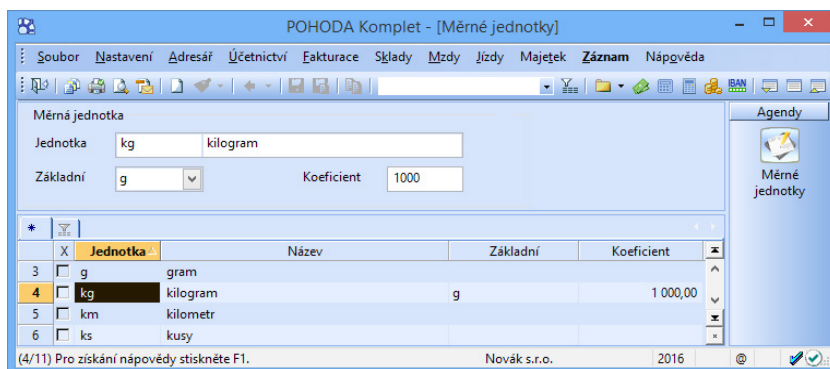 POHODA Komplet - [Měrné jednotky]
Soubor Nastavení Adresář Účetnictví Fakturace Sklady Mzdy Jízdy Majetek Záznam Nápověda
IBAN
Měrná jednotka
Agendy
Jednotka kg kilogram
Základní g Koeficient 1000
Měrné
jednotky
X Jednotka Název Základní Koeficient
3 g gram
4 kg kilogram g 1 000,00
5 km kilometr
6 ks kusy
(4/11) Pro získání nápovědy stiskněte F1. Novák s.r.o. 2016 @